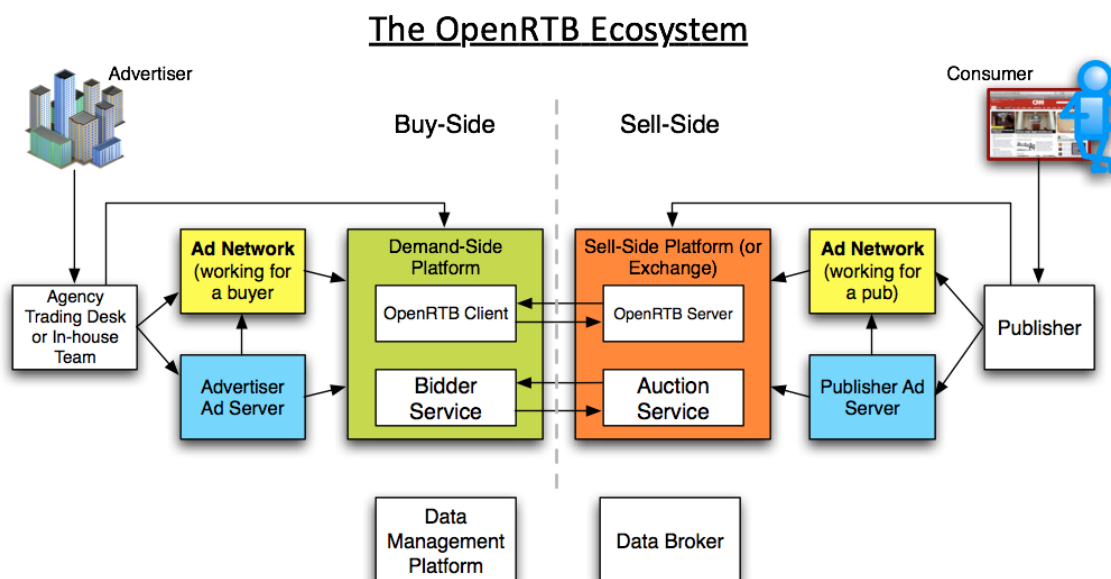 The OpenRTB Ecosystem
Advertiser
Consumer
CNN
Buy-Side
Sell-Side
Ad Network
(working for
a buyer
Demand-Side
Platform
Sell-Side Platform (or
Exchange)
Ad Network
(working for
a pub)
Agency
Trading Desk
or In-house
Team
OpenRTB Client
OpenRTB Server
Publisher
Advertiser
Ad Server
Bidder
Service
Auction
Service
Publisher Ad
Server
Data
Management
Platform
Data Broker